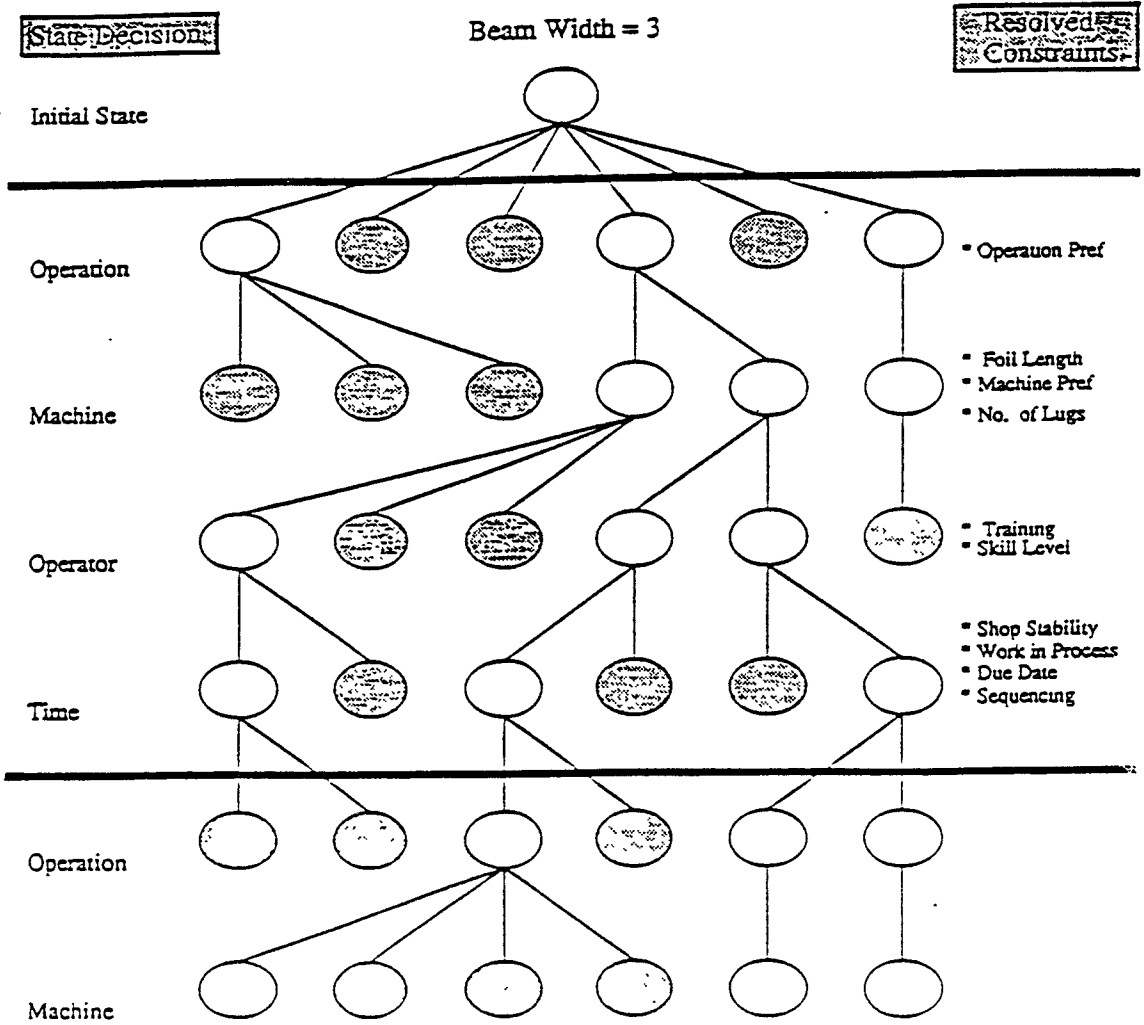 State Decision
Beam Width = 3
Resolved
Constraints
Initial State
Operation
* Operauon Pref
Machine
* Foil Length
* Machine Pref
* No. of Lugs
Operator
* Training
* Skill Level
Time
* Shop Stability
* Work in Process
* Due Date
* Sequencing
Operation
Machine